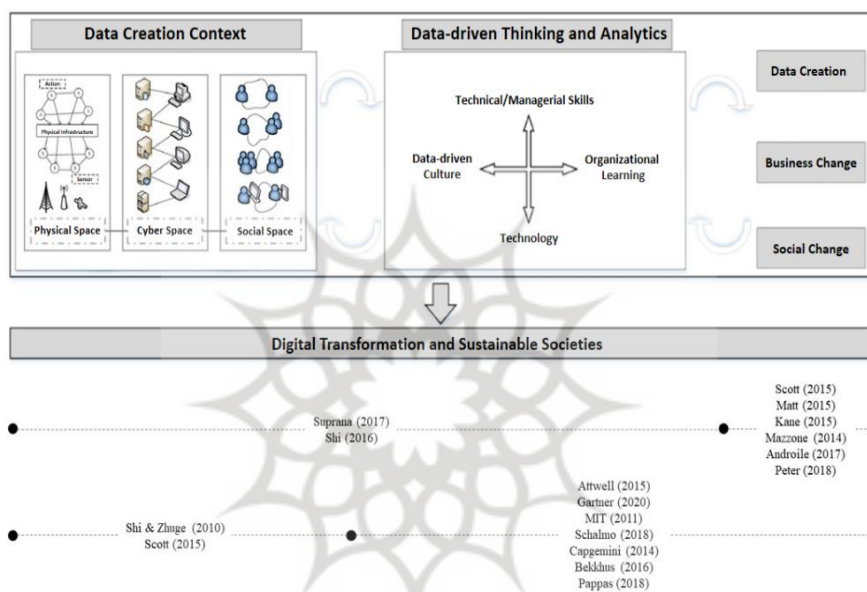 Data Creation Context
Data-driven Thinking and Analytics
Action
Physical Infrastructure
Sensor
Physical Space
Cyber Space
Social Space
Technical/Managerial Skills
Data-driven
Culture
Organizational
Learning
Technology
Data Creation
Business Change
Social Change
Digital Transformation and Sustainable Societies
Suprana (2017)
Shi (2016)
Scott (2015)
Matt (2015)
Kane (2015)
Mazzone (2014)
Androile (2017)
Peter (2018)
Shi & Zhuge (2010)
Scott (2015)
Attwell (2015)
Gartner (2020)
MIT (2011)
Schalmo (2018)
Capgemini (2014)
Bekkhus (2016)
Pappas (2018)